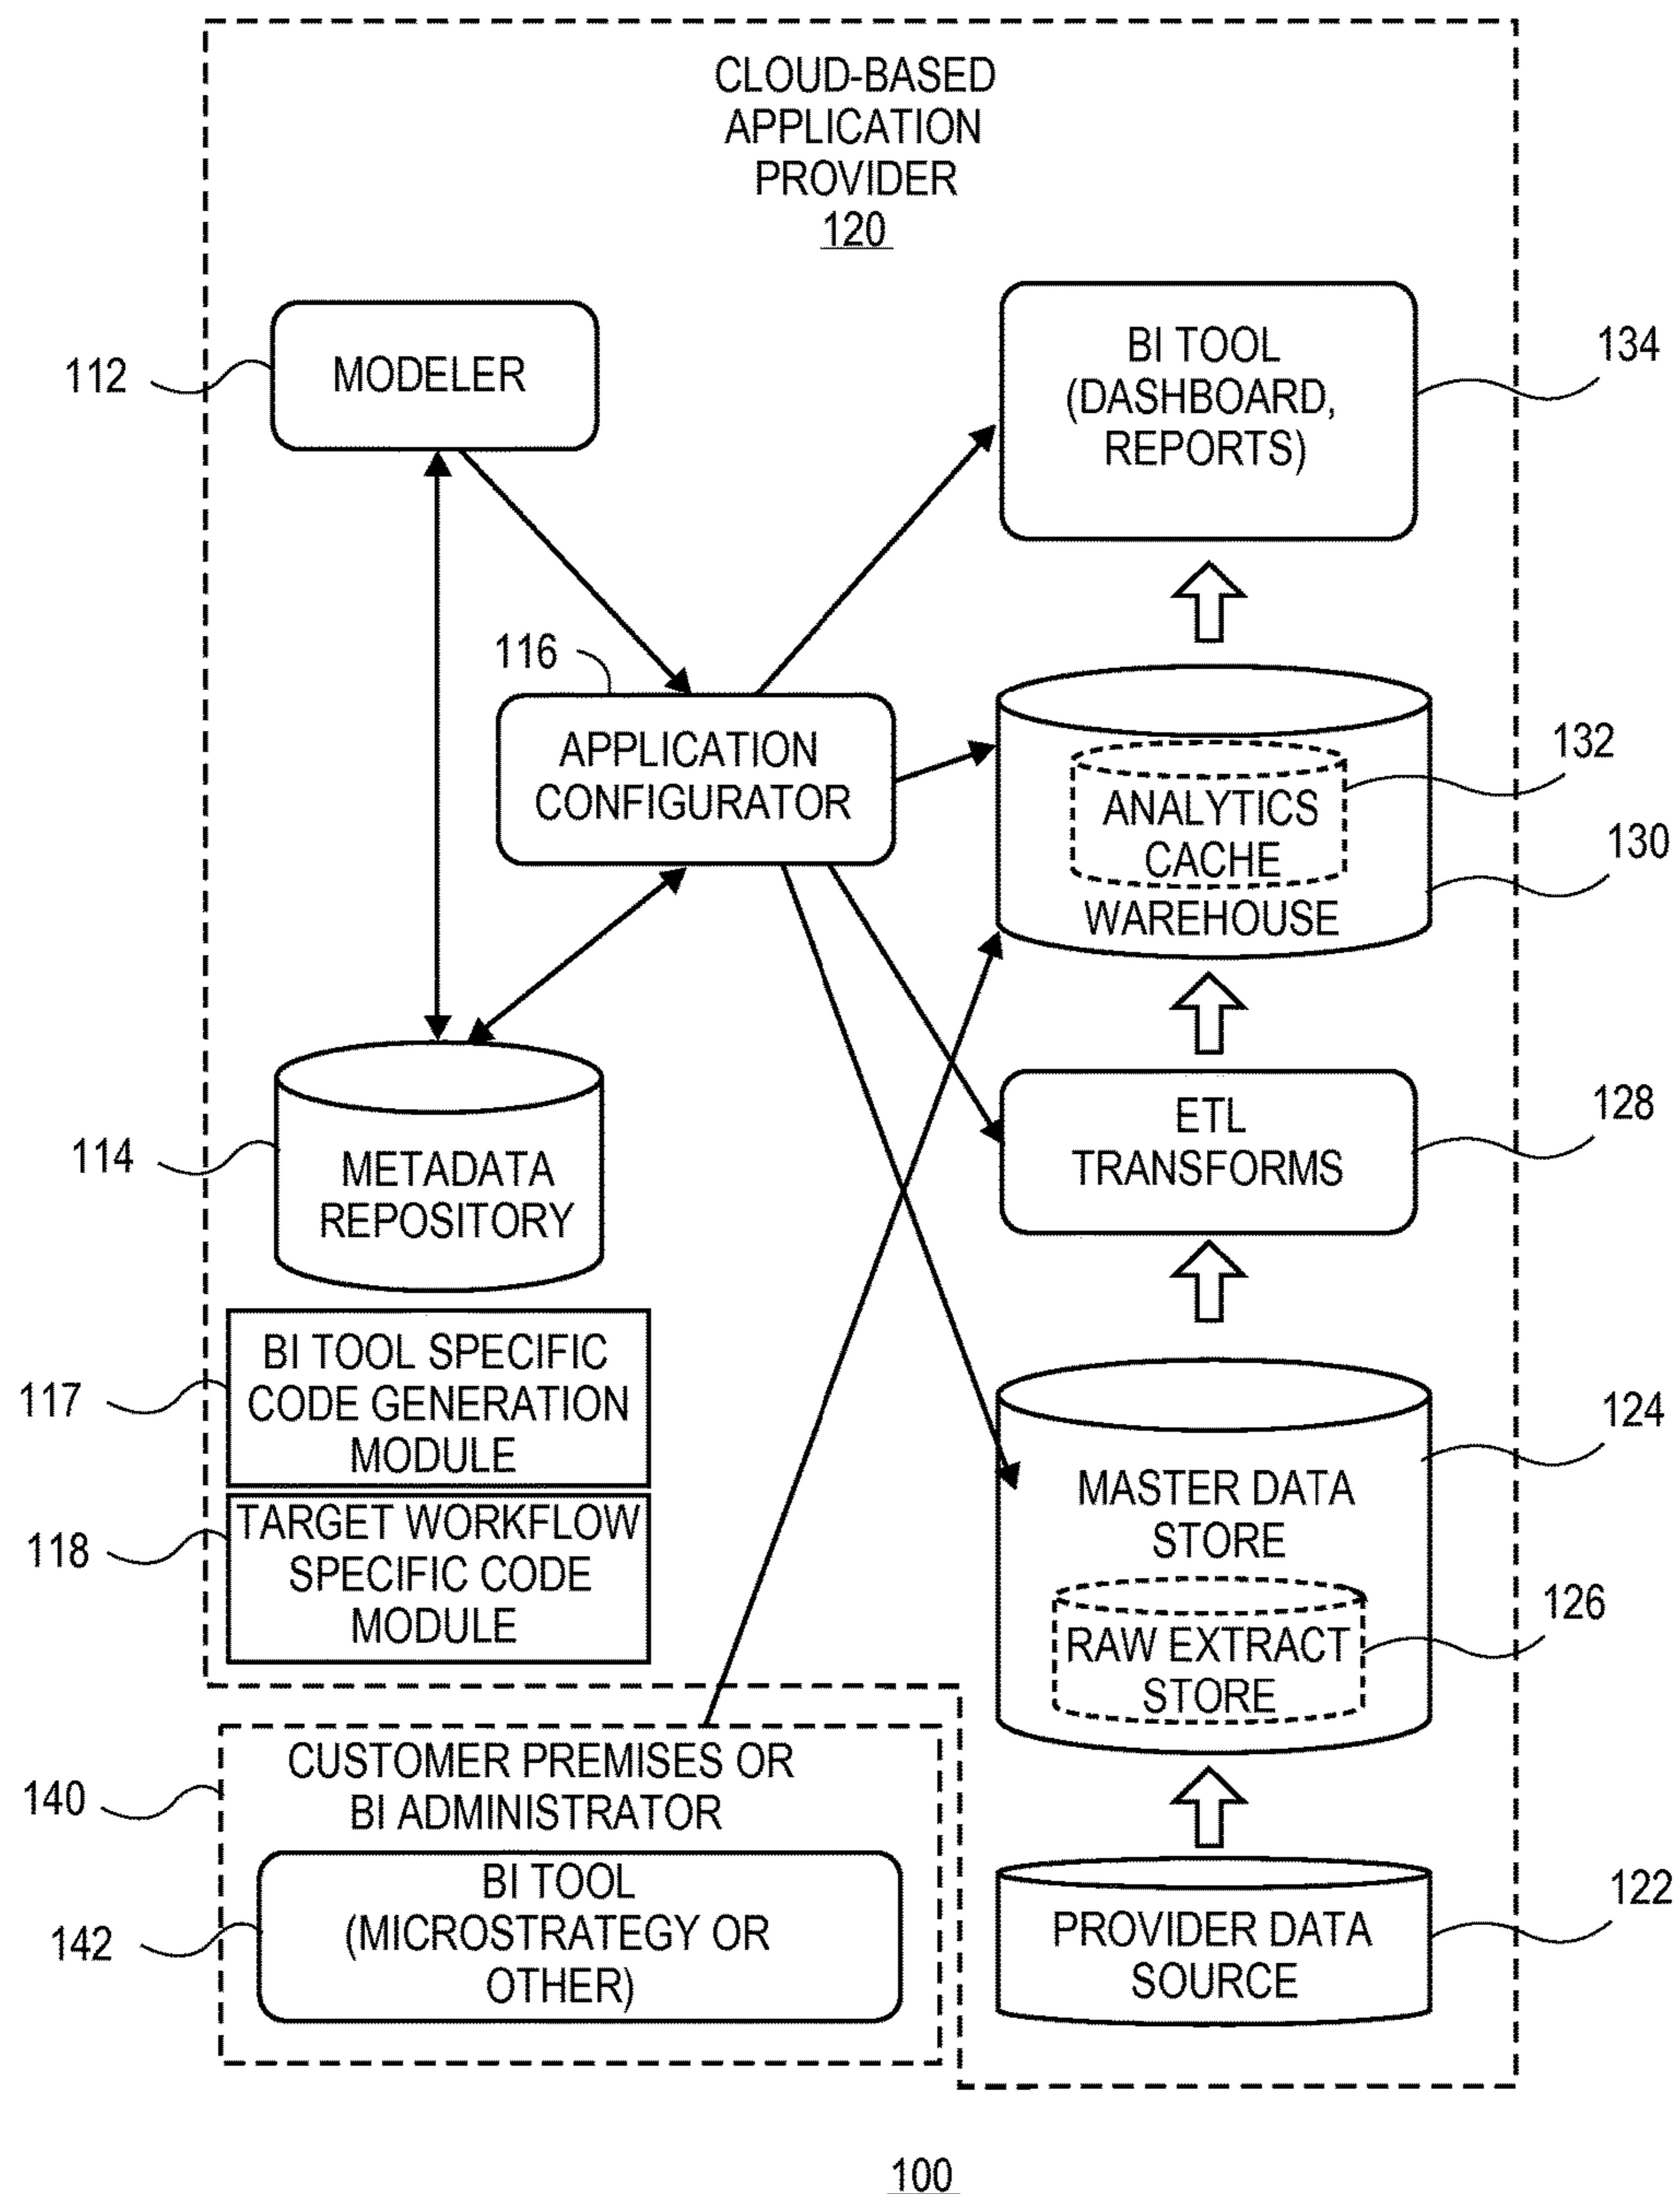 CLOUD-BASED
APPLICATION
PROVIDER
120
112
MODELER
BI TOOL
(DASHBOARD,
REPORTS)
134
116
APPLICATION
CONFIGURATOR
132
ANALYTICS
CACHE
WAREHOUSE
130
114
METADATA
REPOSITORY
ETL
TRANSFORMS
128
117
BI TOOL SPECIFIC
CODE GENERATION
MODULE
118
TARGET WORKFLOW
SPECIFIC CODE
MODULE
124
MASTER DATA
STORE
126
RAW EXTRACT
STORE
140
CUSTOMER PREMISES OR
BI ADMINISTRATOR
142
BI TOOL
(MICROSTRATEGY OR
OTHER)
122
PROVIDER DATA
SOURCE
100